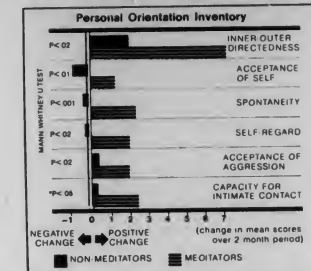 Personal Orientation Inventory
MANN WHITNEY U TEST
P<.02
INNER OUTER
DIRECTEDNESS
P<.01
ACCEPTANCE
OF SELF
P<.001
SPONTANEITY
P<.02
SELF-REGARD
P<.02
ACCEPTANCE OF
AGGRESSION
*P<.05
CAPACITY FOR
INTIMATE CONTACT
-1 0 1 2 3 4 5 6 7
(change in mean scores
over 2 month period)
NEGATIVE CHANGE
POSITIVE CHANGE
NON-MEDITATORS
MEDITATORS